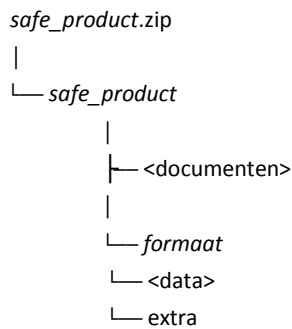 safe_product.zip
|
└── safe_product
|
├── <documenten>
|
└── formaat
└── <data>
└── extra